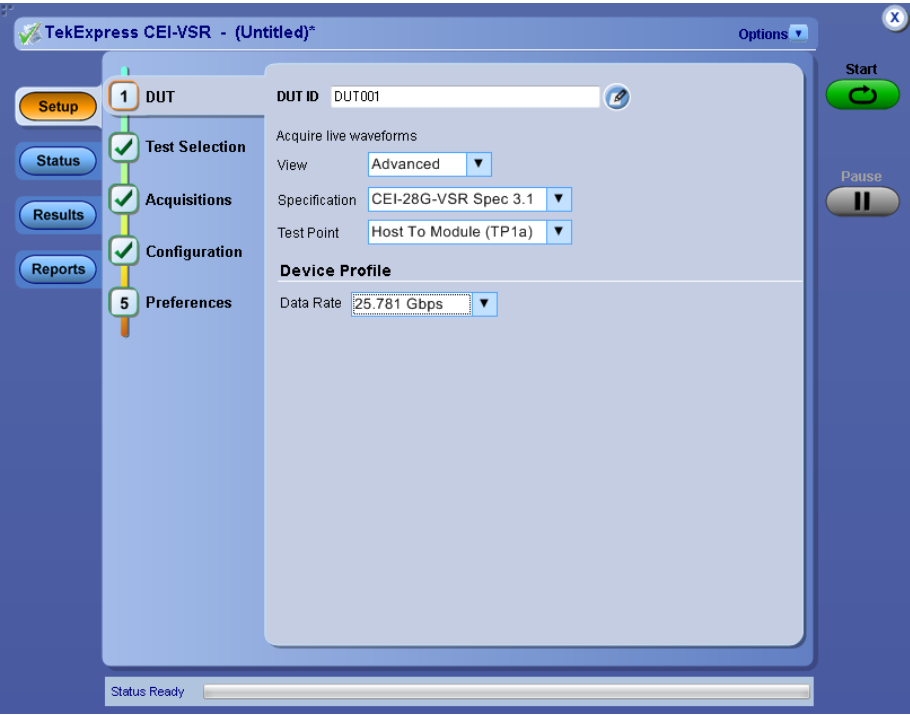 TekExpress CEI-VSR - (Untitled)*
Options
X
Start
Pause
Setup
Status
Results
Reports
1 DUT
Test Selection
Acquisitions
Configuration
5 Preferences
DUT ID DUT001
Acquire live waveforms
View Advanced
Specification CEI-28G-VSR Spec 3.1
Test Point Host To Module (TP1a)
Device Profile
Data Rate 25.781 Gbps
Status Ready